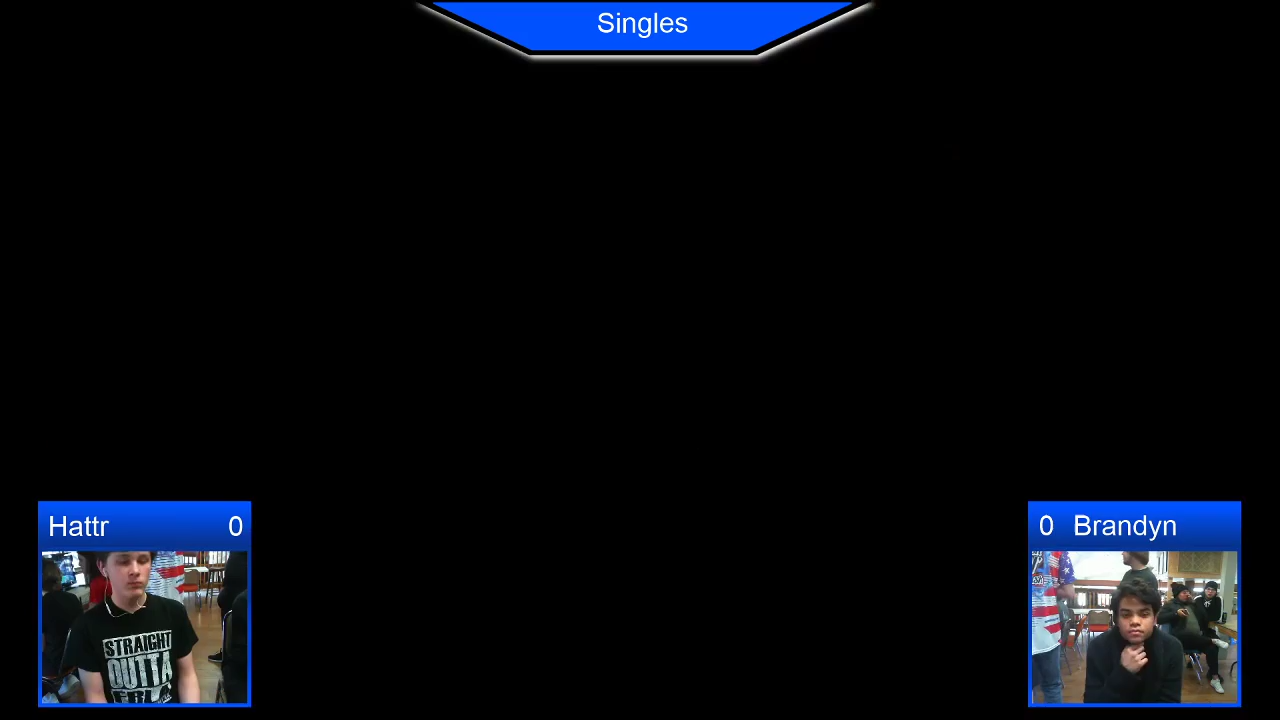 Singles
Hattr 0
0 Brandyn
STRAIGHT
OUTTA